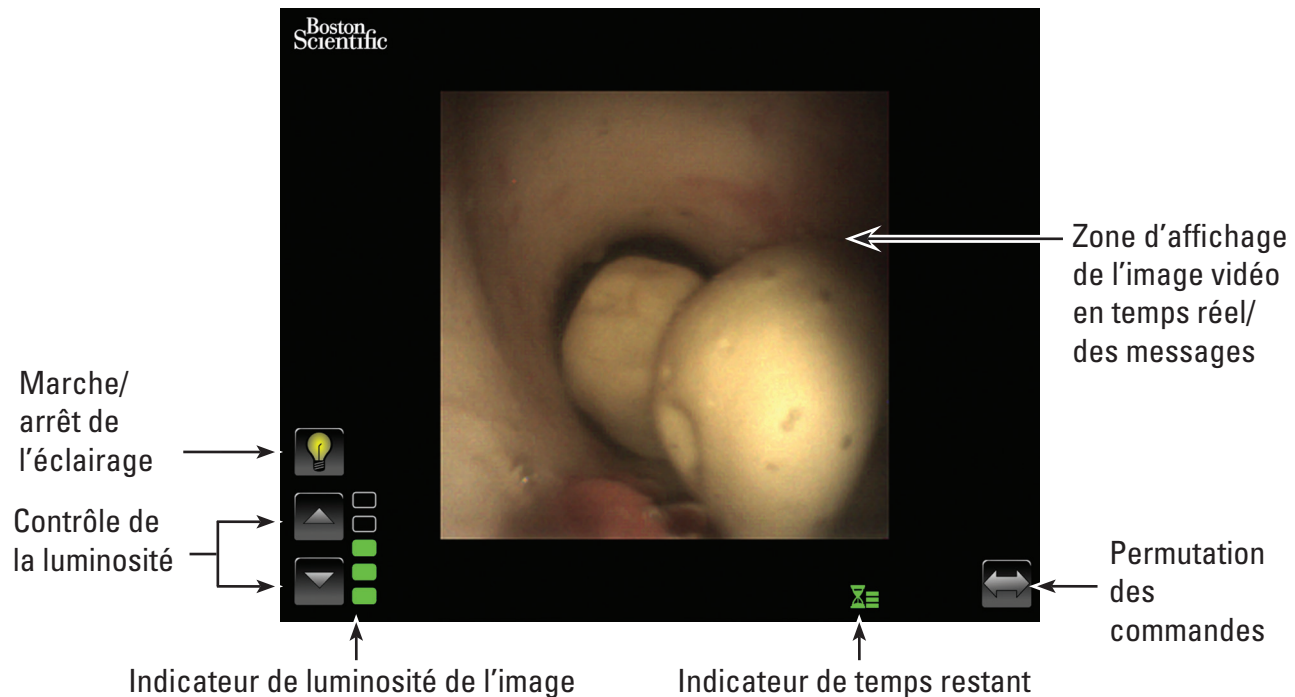 Boston
Scientific
Zone d'affichage
de l'image vidéo
en temps réel/
des messages
Marche/
arrêt de
l'éclairage
Contrôle de
la luminosité
Permutation
des
commandes
Indicateur de luminosité de l'image
Indicateur de temps restant